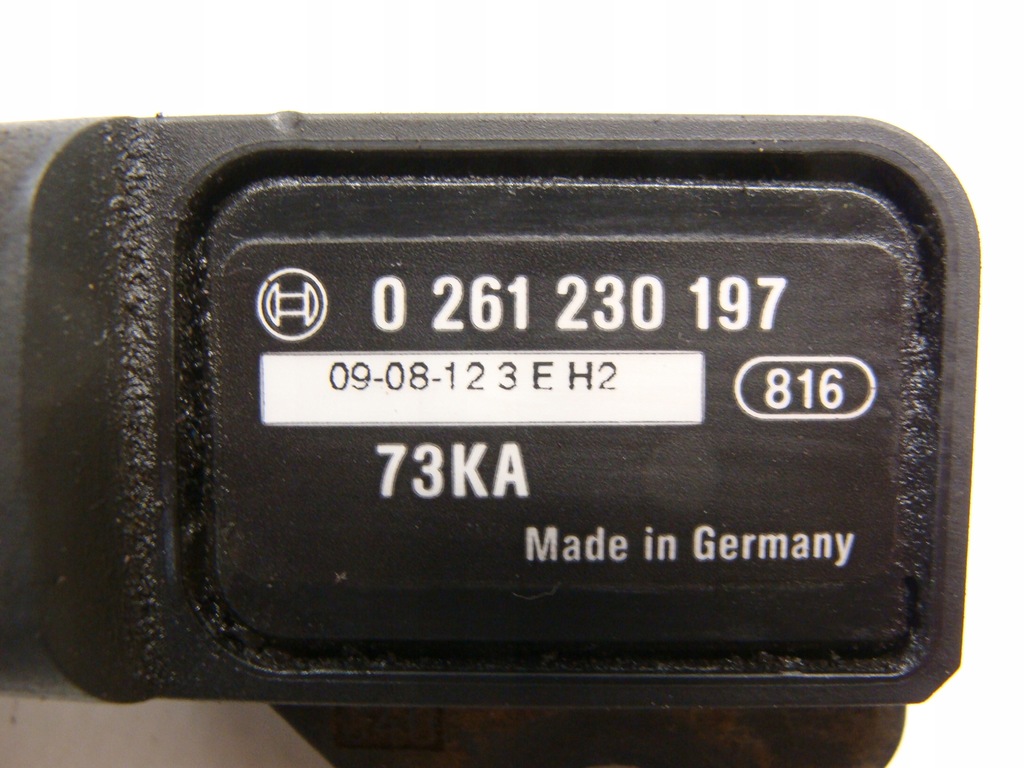 0 261 230 197
09-08-12 3 E H2
816
73KA
Made in Germany